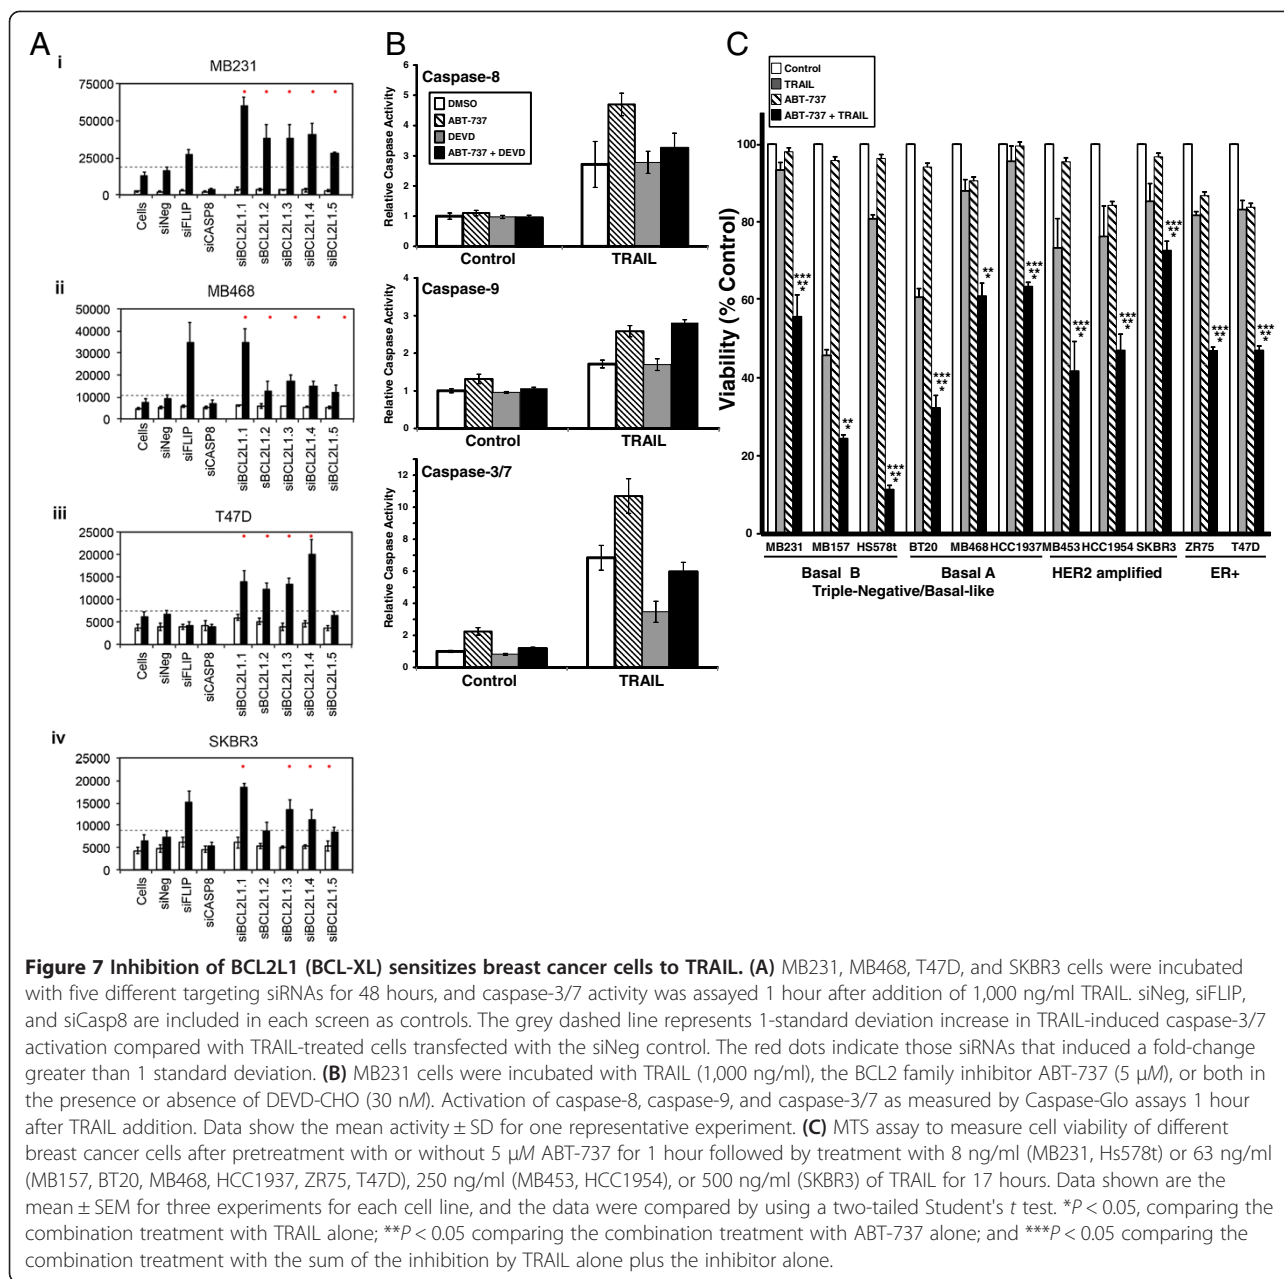 A
i
MB231
75000
50000
25000
0
Cells
siNeg
siFLIP
siCASP8
siBCL2L1.1
sBCL2L1.2
siBCL2L1.3
siBCL2L1.4
siBCL2L1.5
ii
MB468
50000
40000
30000
20000
10000
0
Cells
siNeg
siFLIP
siCASP8
siBCL2L1.1
sBCL2L1.2
siBCL2L1.3
siBCL2L1.4
siBCL2L1.5
iii
T47D
25000
20000
15000
10000
5000
0
Cells
siNeg
siFLIP
siCASP8
siBCL2L1.1
sBCL2L1.2
siBCL2L1.3
siBCL2L1.4
siBCL2L1.5
iv
SKBR3
25000
20000
15000
10000
5000
0
Cells
siNeg
siFLIP
siCASP8
siBCL2L1.1
sBCL2L1.2
siBCL2L1.3
siBCL2L1.4
siBCL2L1.5
B
Caspase-8
Relative Caspase Activity
6
5
4
3
2
1
0
DMSO
ABT-737
DEVD
ABT-737 + DEVD
Control TRAIL
Caspase-9
Relative Caspase Activity
4
3
2
1
0
Control TRAIL
Caspase-3/7
Relative Caspase Activity
12
10
8
6
4
2
0
Control TRAIL
C
Control
TRAIL
ABT-737
ABT-737 + TRAIL
Viability (% Control)
100
80
60
40
20
0
*** ** *
** *
*** ** *
*** ** *
** *
*** ** *
*** ** *
*** ** *
*** ** *
*** ** *
*** ** *
MB231 MB157 HS578t BT20 MB468 HCC1937 MB453 HCC1954 SKBR3 ZR75 T47D
Basal B Basal A HER2 amplified ER+
Triple-Negative/Basal-like
Figure 7 Inhibition of BCL2L1 (BCL-XL) sensitizes breast cancer cells to TRAIL. (A) MB231, MB468, T47D, and SKBR3 cells were incubated
with five different targeting siRNAs for 48 hours, and caspase-3/7 activity was assayed 1 hour after addition of 1,000 ng/ml TRAIL. siNeg, siFLIP,
and siCasp8 are included in each screen as controls. The grey dashed line represents 1-standard deviation increase in TRAIL-induced caspase-3/7
activation compared with TRAIL-treated cells transfected with the siNeg control. The red dots indicate those siRNAs that induced a fold-change
greater than 1 standard deviation. (B) MB231 cells were incubated with TRAIL (1,000 ng/ml), the BCL2 family inhibitor ABT-737 (5 μM), or both in
the presence or absence of DEVD-CHO (30 nM). Activation of caspase-8, caspase-9, and caspase-3/7 as measured by Caspase-Glo assays 1 hour
after TRAIL addition. Data show the mean activity ± SD for one representative experiment. (C) MTS assay to measure cell viability of different
breast cancer cells after pretreatment with or without 5 μM ABT-737 for 1 hour followed by treatment with 8 ng/ml (MB231, Hs578t) or 63 ng/ml
(MB157, BT20, MB468, HCC1937, ZR75, T47D), 250 ng/ml (MB453, HCC1954), or 500 ng/ml (SKBR3) of TRAIL for 17 hours. Data shown are the
mean ± SEM for three experiments for each cell line, and the data were compared by using a two-tailed Student's t test. *P < 0.05, comparing the
combination treatment with TRAIL alone; **P < 0.05 comparing the combination treatment with ABT-737 alone; and ***P < 0.05 comparing the
combination treatment with the sum of the inhibition by TRAIL alone plus the inhibitor alone.